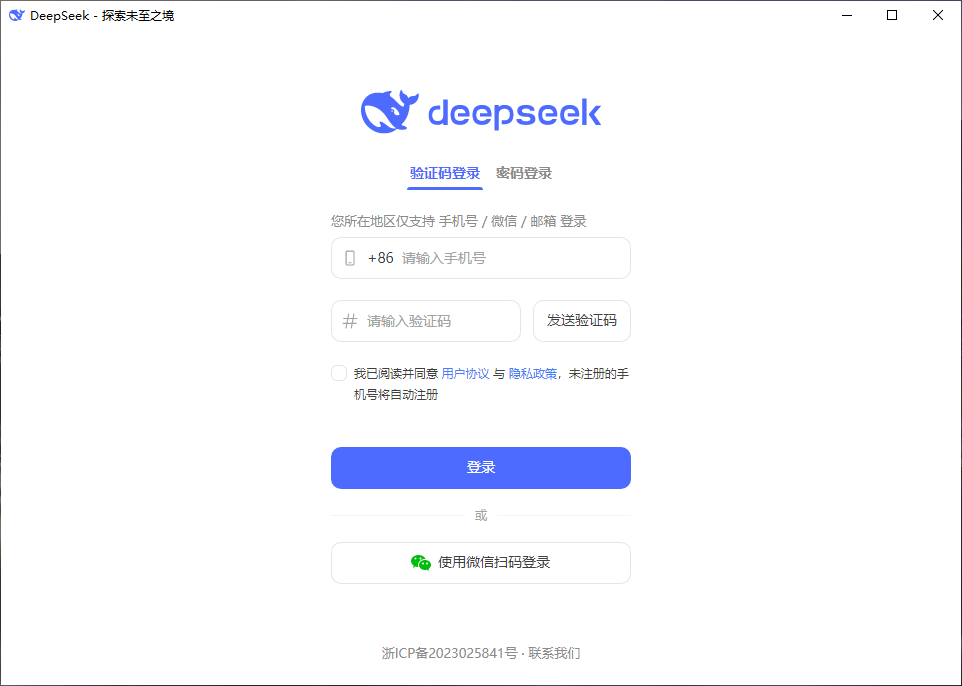 DeepSeek - 探索未至之境
deepseek
验证码登录 密码登录
您所在地区仅支持 手机号 / 微信 / 邮箱 登录
+86 请输入手机号
请输入验证码 发送验证码
我已阅读并同意 用户协议 与 隐私政策，未注册的手
机号将自动注册
登录
或
使用微信扫码登录
浙ICP备2023025841号 · 联系我们